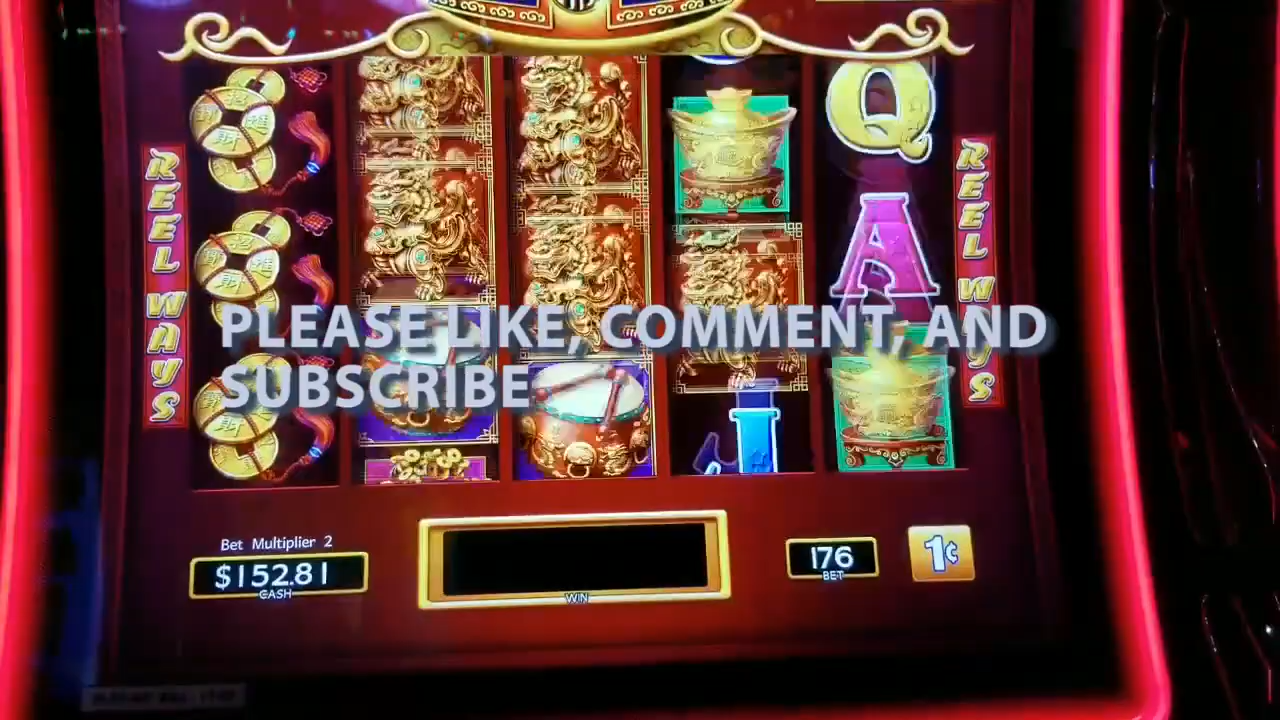 Q
REEL WAYS
REEL WAYS
A
PLEASE LIKE, COMMENT, AND
SUBSCRIBE
J
Bet Multiplier 2
$152.81
CASH
WIN
176
BET
1¢